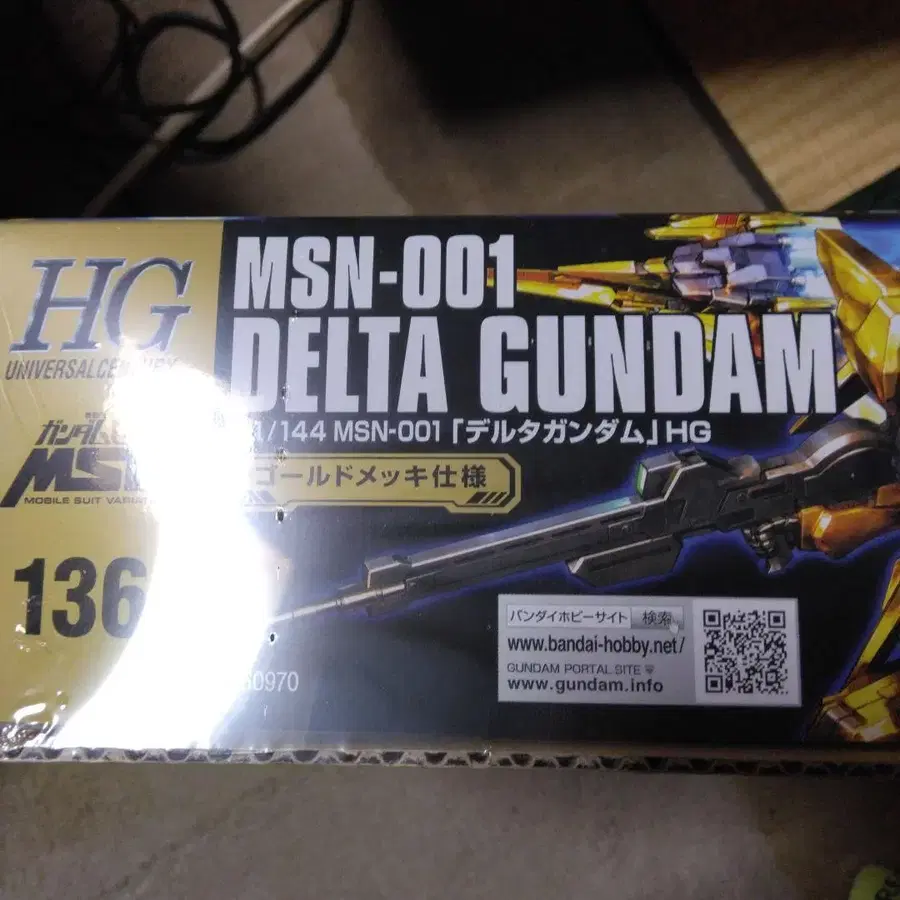 HG
MSN-001
DELTA GUNDAM
1/144 MSN-001「デルタガンダム」HG
ゴールドメッキ仕様
MOBILE SUIT
136
バンダイホビーサイト 検索
www.bandai-hobby.net/
GUNDAM PORTAL SITE
www.gundam.info